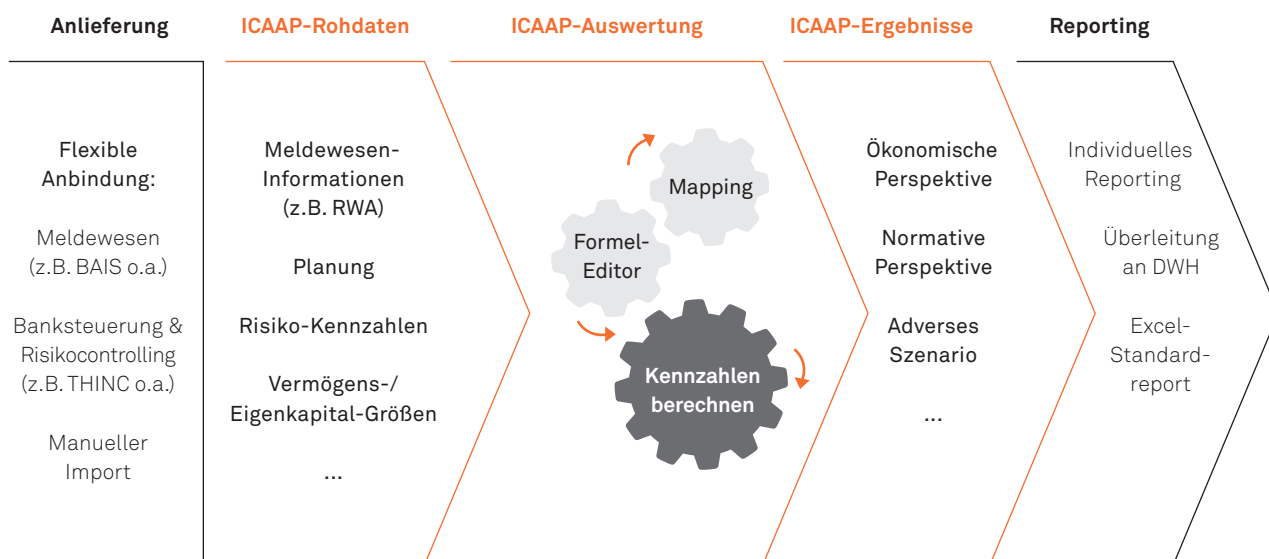 Anlieferung
Flexible
Anbindung:
Meldewesen
(z.B. BAIS o.a.)
Banksteuerung &
Risikocontrolling
(z.B. THINC o.a.)
Manueller
Import
ICAAP-Rohdaten
Meldewesen-
Informationen
(z.B. RWA)
Planung
Risiko-Kennzahlen
Vermögens-/
Eigenkapital-Größen
...
ICAAP-Auswertung
Mapping
Formel-
Editor
Kennzahlen
berechnen
ICAAP-Ergebnisse
Ökonomische
Perspektive
Normative
Perspektive
Adverses
Szenario
...
Reporting
Individuelles
Reporting
Überleitung
an DWH
Excel-
Standard-
report